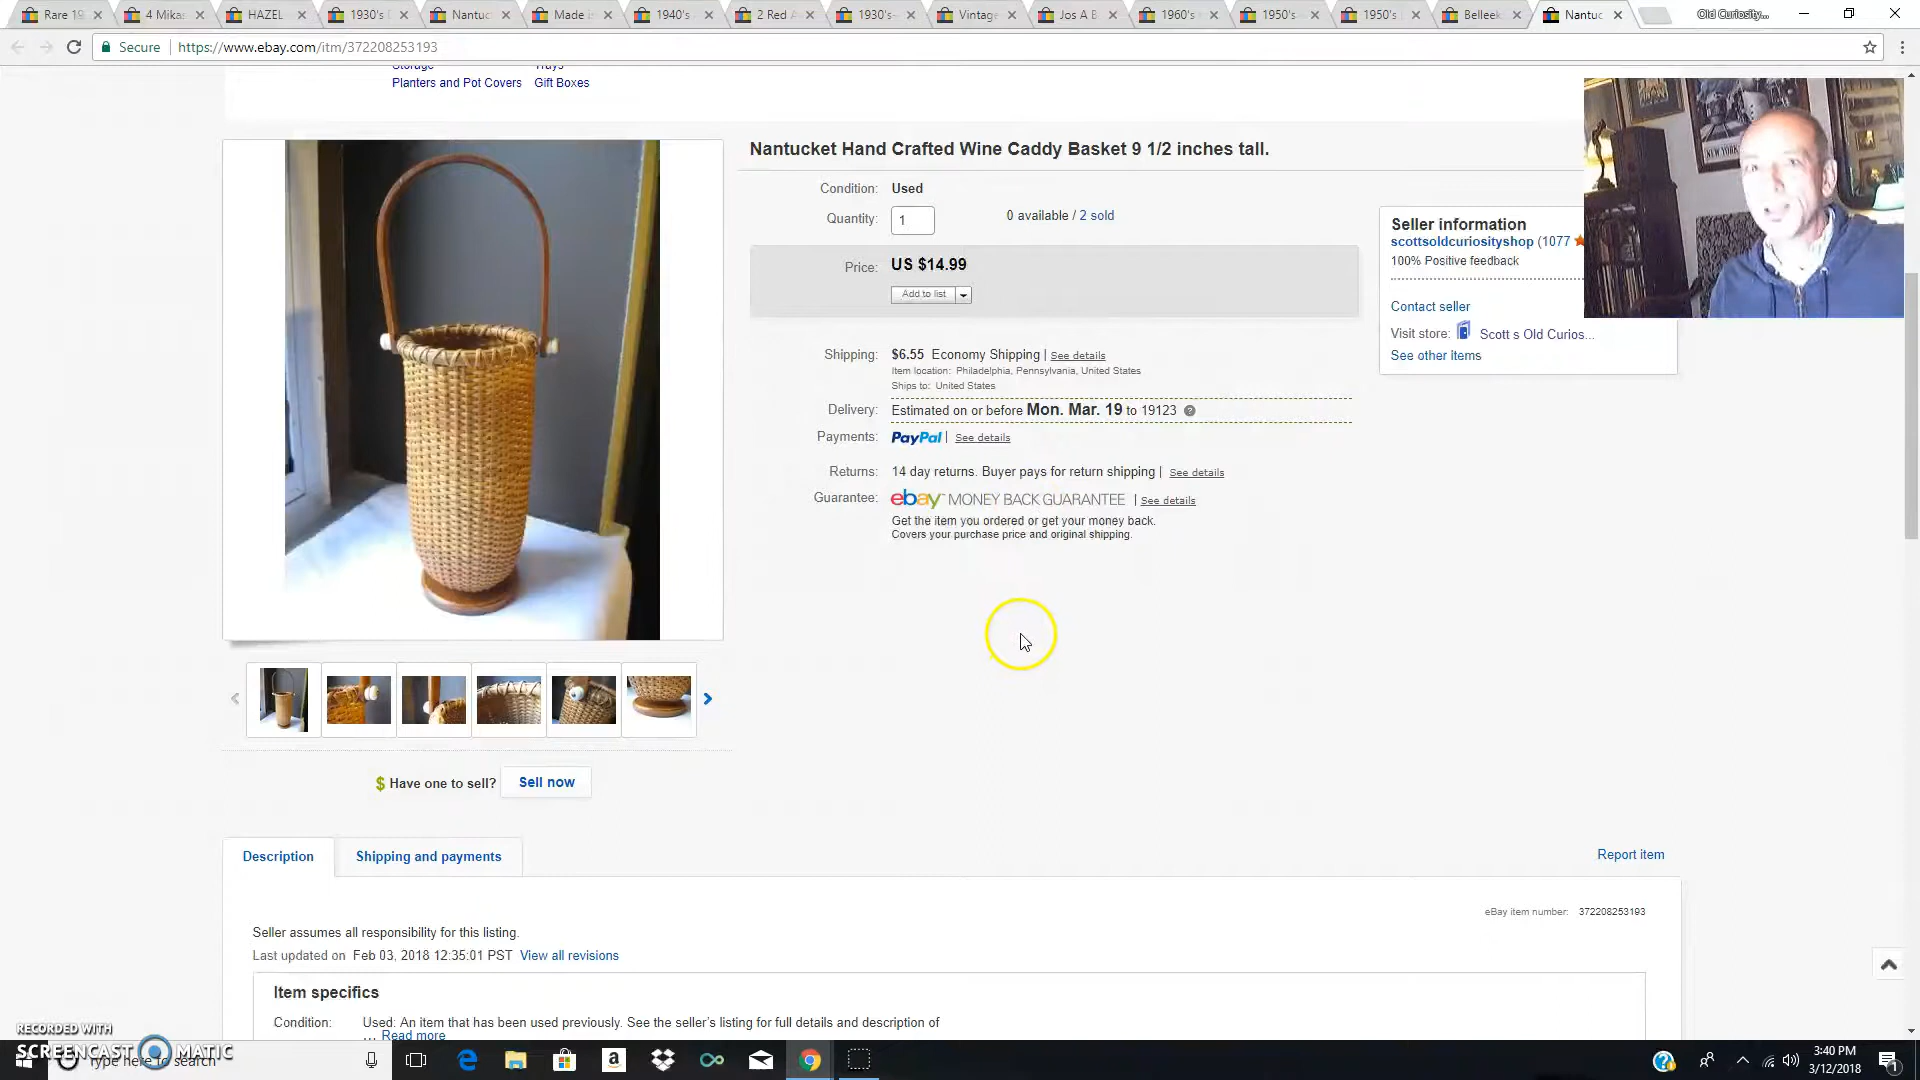 Rare 19
4 Mikas
HAZEL
1930's D
Nantuc
Made i
1940's
2 Red A
1930's-
Vintage
Jos A B
1960's
1950's
1950's
Belleek
Nantuc
Old Curiosity...
Secure
https://www.ebay.com/itm/372208253193
Storage
Trays
Planters and Pot Covers
Gift Boxes
NEW YORK
Nantucket Hand Crafted Wine Caddy Basket 9 1/2 inches tall.
Condition: Used
Quantity: 1
0 available / 2 sold
Price: US $14.99
Add to list
Shipping: $6.55 Economy Shipping | See details
Item location: Philadelphia, Pennsylvania, United States
Ships to: United States
Delivery: Estimated on or before Mon. Mar. 19 to 19123
Payments: PayPal | See details
Returns: 14 day returns. Buyer pays for return shipping | See details
Guarantee: ebay MONEY BACK GUARANTEE | See details
Get the item you ordered or get your money back.
Covers your purchase price and original shipping.
Seller information
scottsoldcuriosityshop (1077
100% Positive feedback
Contact seller
Visit store: Scott s Old Curios...
See other items
$ Have one to sell? Sell now
Description
Shipping and payments
Report item
eBay item number: 372208253193
Seller assumes all responsibility for this listing.
Last updated on Feb 03, 2018 12:35:01 PST View all revisions
Item specifics
Condition: Used: An item that has been used previously. See the seller's listing for full details and description of
... Read more
RECORDED WITH
SCREENCAST MATIC
Type here to search
3:40 PM
3/12/2018
1